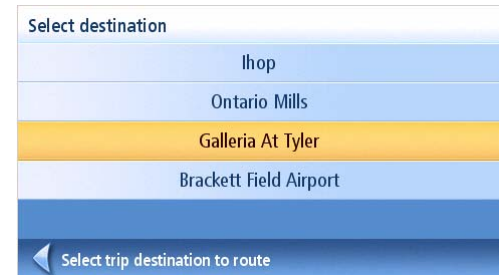 Select destination
Ihop
Ontario Mills
Galleria At Tyler
Brackett Field Airport
Select trip destination to route